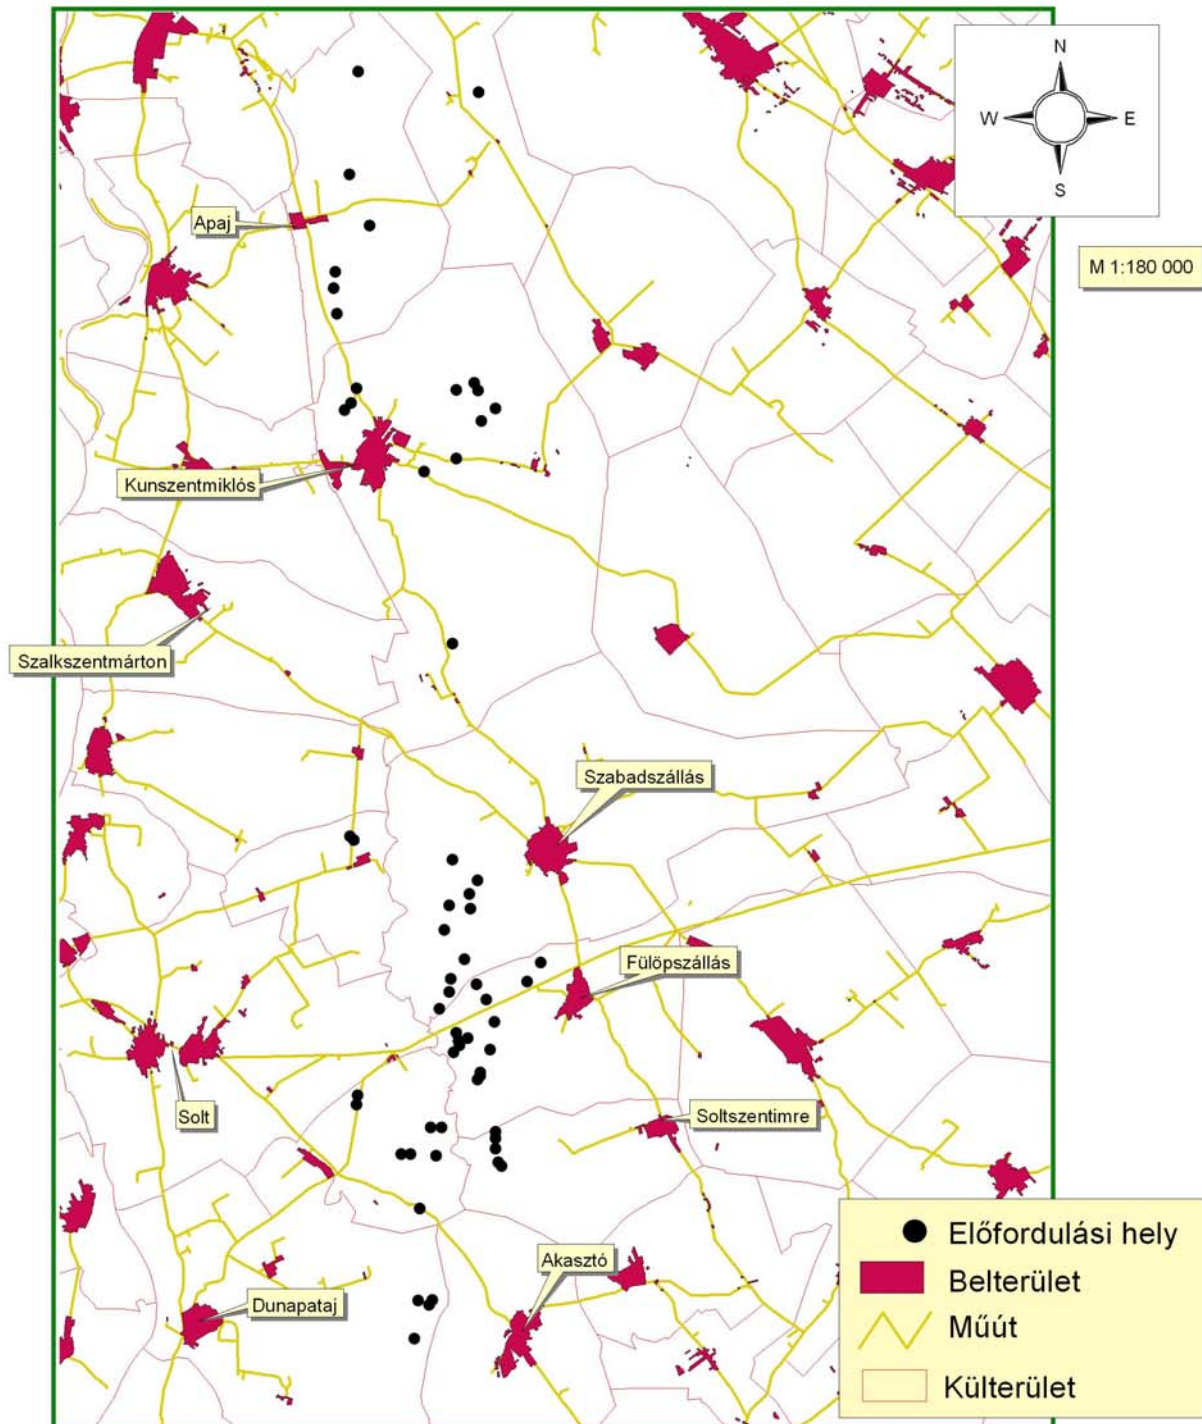 N
W
E
S
M 1:180 000
Apaj
Kunszentmiklós
Szalkszentmárton
Szabadszállás
Fülöpszállás
Solt
Soltszentimre
Akasztó
Dunapataj
Előfordulási hely
Belterület
Műút
Külterület